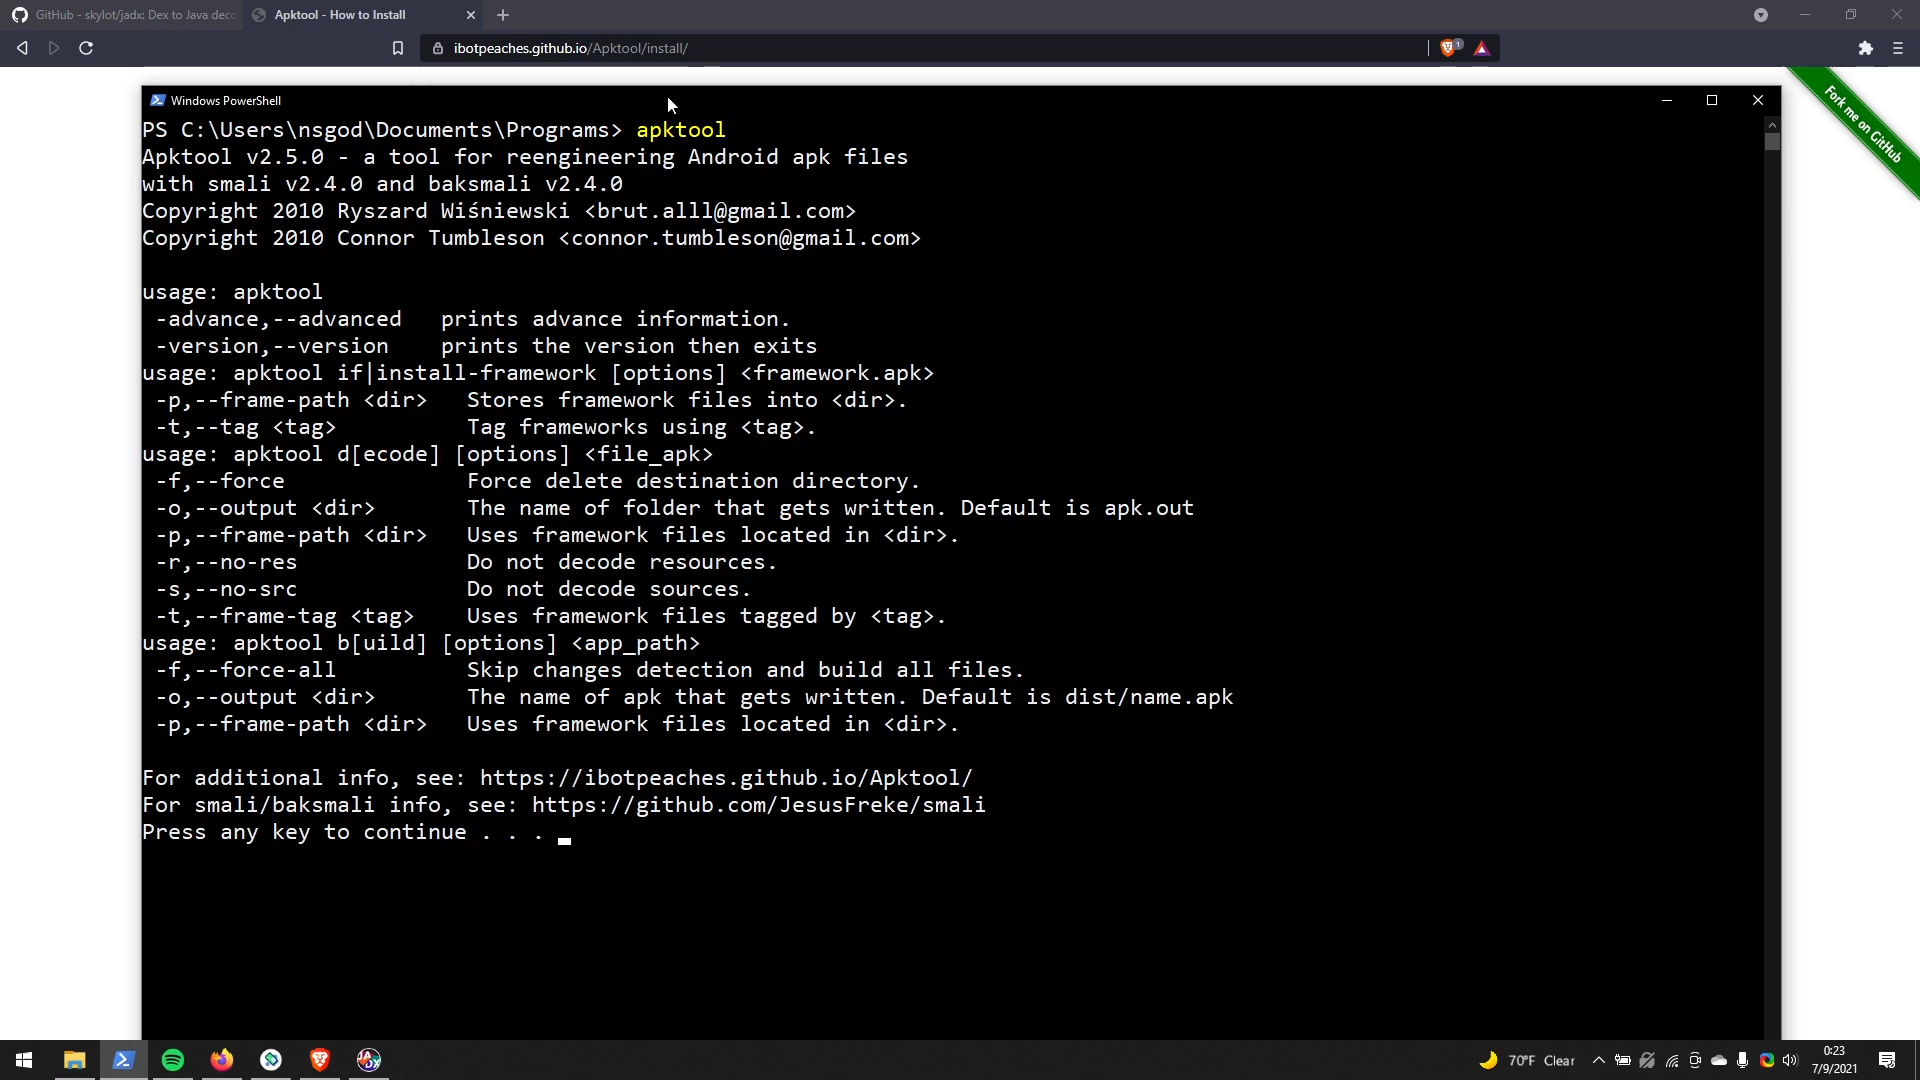 GitHub - skylot/jadx: Dex to Java deco
Apktool - How to Install
ibotpeaches.github.io/Apktool/install/
1
Fork me on GitHub
Windows PowerShell
PS C:\Users\nsgod\Documents\Programs> apktool
Apktool v2.5.0 - a tool for reengineering Android apk files
with smali v2.4.0 and baksmali v2.4.0
Copyright 2010 Ryszard Wiśniewski <brut.alll@gmail.com>
Copyright 2010 Connor Tumbleson <connor.tumbleson@gmail.com>
usage: apktool
-advance,--advanced   prints advance information.
-version,--version    prints the version then exits
usage: apktool if|install-framework [options] <framework.apk>
-p,--frame-path <dir>   Stores framework files into <dir>.
-t,--tag <tag>          Tag frameworks using <tag>.
usage: apktool d[ecode] [options] <file_apk>
-f,--force              Force delete destination directory.
-o,--output <dir>       The name of folder that gets written. Default is apk.out
-p,--frame-path <dir>   Uses framework files located in <dir>.
-r,--no-res             Do not decode resources.
-s,--no-src             Do not decode sources.
-t,--frame-tag <tag>    Uses framework files tagged by <tag>.
usage: apktool b[uild] [options] <app_path>
-f,--force-all          Skip changes detection and build all files.
-o,--output <dir>       The name of apk that gets written. Default is dist/name.apk
-p,--frame-path <dir>   Uses framework files located in <dir>.
For additional info, see: https://ibotpeaches.github.io/Apktool/
For smali/baksmali info, see: https://github.com/JesusFreke/smali
Press any key to continue . . .
JADX
70°F Clear
0:23
7/9/2021